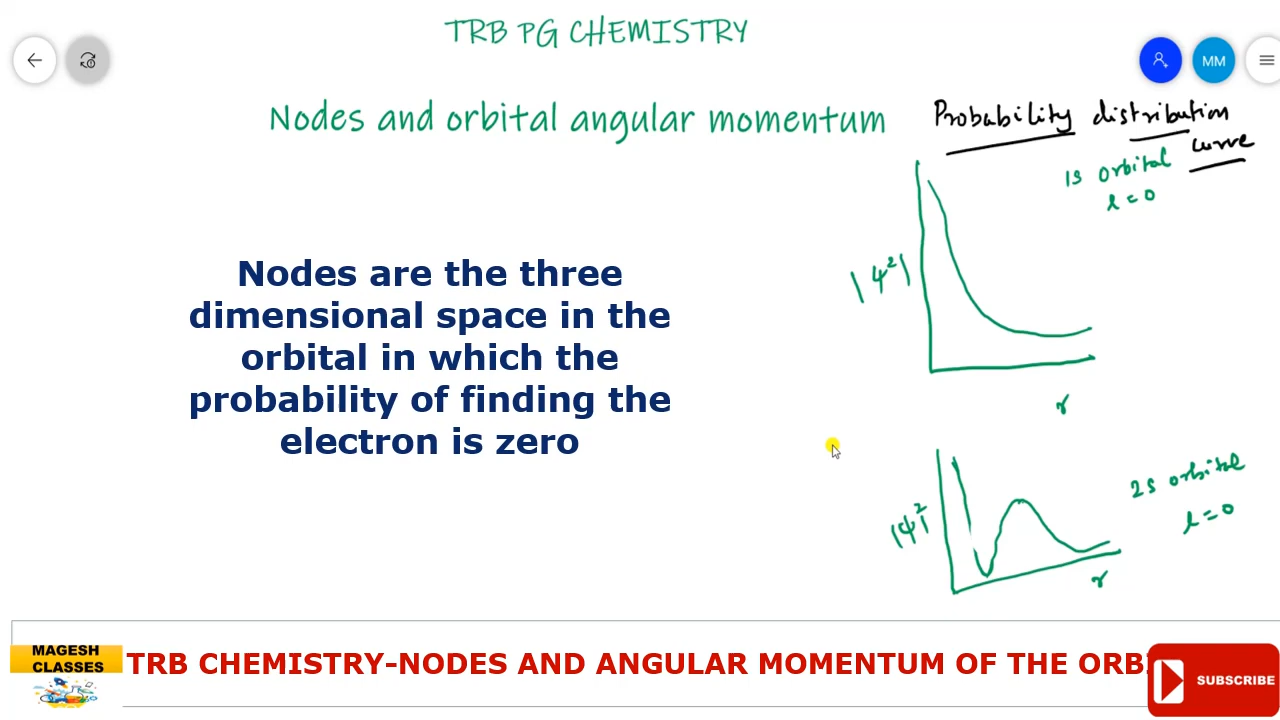 TRB PG CHEMISTRY
MM
Nodes and orbital angular momentum
Probability distribution
curve
1s orbital
l = 0
|ψ²|
r
Nodes are the three
dimensional space in the
orbital in which the
probability of finding the
electron is zero
2s orbital
l = 0
|ψ|²
r
MAGESH
CLASSES
TRB CHEMISTRY-NODES AND ANGULAR MOMENTUM OF THE ORB
SUBSCRIBE